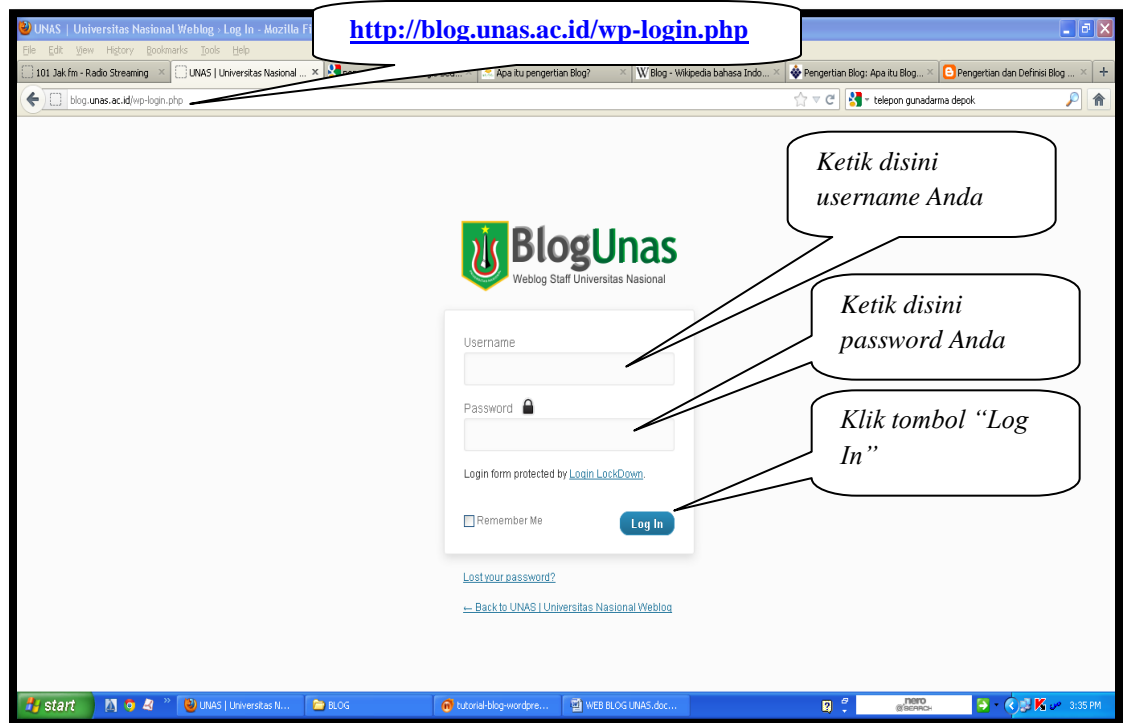 http://blog.unas.ac.id/wp-login.php
UNAS | Universitas Nasional Weblog › Log In - Mozilla
File Edit View History Bookmarks Tools Help
101 Jak fm - Radio Streaming
UNAS | Universitas Nasional ...
Apa itu pengertian Blog?
W Blog - Wikipedia bahasa Indo...
Pengertian Blog: Apa itu Blog...
Pengertian dan Definisi Blog ...
blog.unas.ac.id/wp-login.php
telepon gunadarma depok
Ketik disini
username Anda
BlogUnas
Weblog Staff Universitas Nasional
Ketik disini
password Anda
Username
Password
Klik tombol “Log
In”
Login form protected by Login LockDown.
Remember Me
Log In
Lost your password?
← Back to UNAS | Universitas Nasional Weblog
start
UNAS | Universitas N...
BLOG
tutorial-blog-wordpre...
WEB BLOG UNAS.doc...
nero
SEARCH
3:35 PM